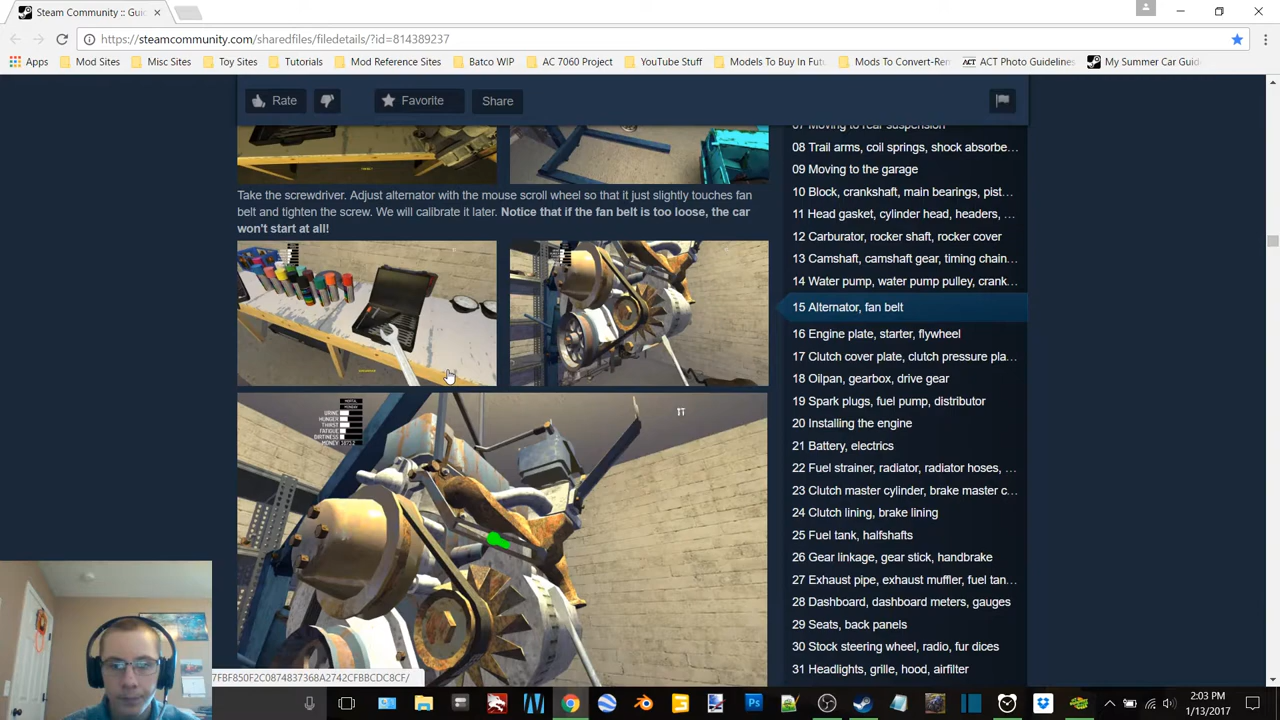 Steam Community :: Guid
https://steamcommunity.com/sharedfiles/filedetails/?id=814389237
Apps Mod Sites Misc Sites Toy Sites Tutorials Mod Reference Sites Batco WIP AC 7060 Project YouTube Stuff Models To Buy In Futu Mods To Convert-Ren ACT Photo Guidelines My Summer Car Guid
Rate Favorite Share
07 Moving to rear suspension
08 Trail arms, coil springs, shock absorbe...
09 Moving to the garage
10 Block, crankshaft, main bearings, pist...
11 Head gasket, cylinder head, headers, ...
12 Carburator, rocker shaft, rocker cover
13 Camshaft, camshaft gear, timing chain...
14 Water pump, water pump pulley, crank...
15 Alternator, fan belt
16 Engine plate, starter, flywheel
17 Clutch cover plate, clutch pressure pla...
18 Oilpan, gearbox, drive gear
19 Spark plugs, fuel pump, distributor
20 Installing the engine
21 Battery, electrics
22 Fuel strainer, radiator, radiator hoses, ...
23 Clutch master cylinder, brake master c...
24 Clutch lining, brake lining
25 Fuel tank, halfshafts
26 Gear linkage, gear stick, handbrake
27 Exhaust pipe, exhaust muffler, fuel tan...
28 Dashboard, dashboard meters, gauges
29 Seats, back panels
30 Stock steering wheel, radio, fur dices
31 Headlights, grille, hood, airfilter
Take the screwdriver. Adjust alternator with the mouse scroll wheel so that it just slightly touches fan
belt and tighten the screw. We will calibrate it later. Notice that if the fan belt is too loose, the car
won't start at all!
MORTAL
MONDAY
URINE
HUNGER
THIRST
FATIGUE
DIRTINESS
MONEY
7FBF850F2C0874837368A2742CFBBCDC8CF/
2:03 PM
1/13/2017